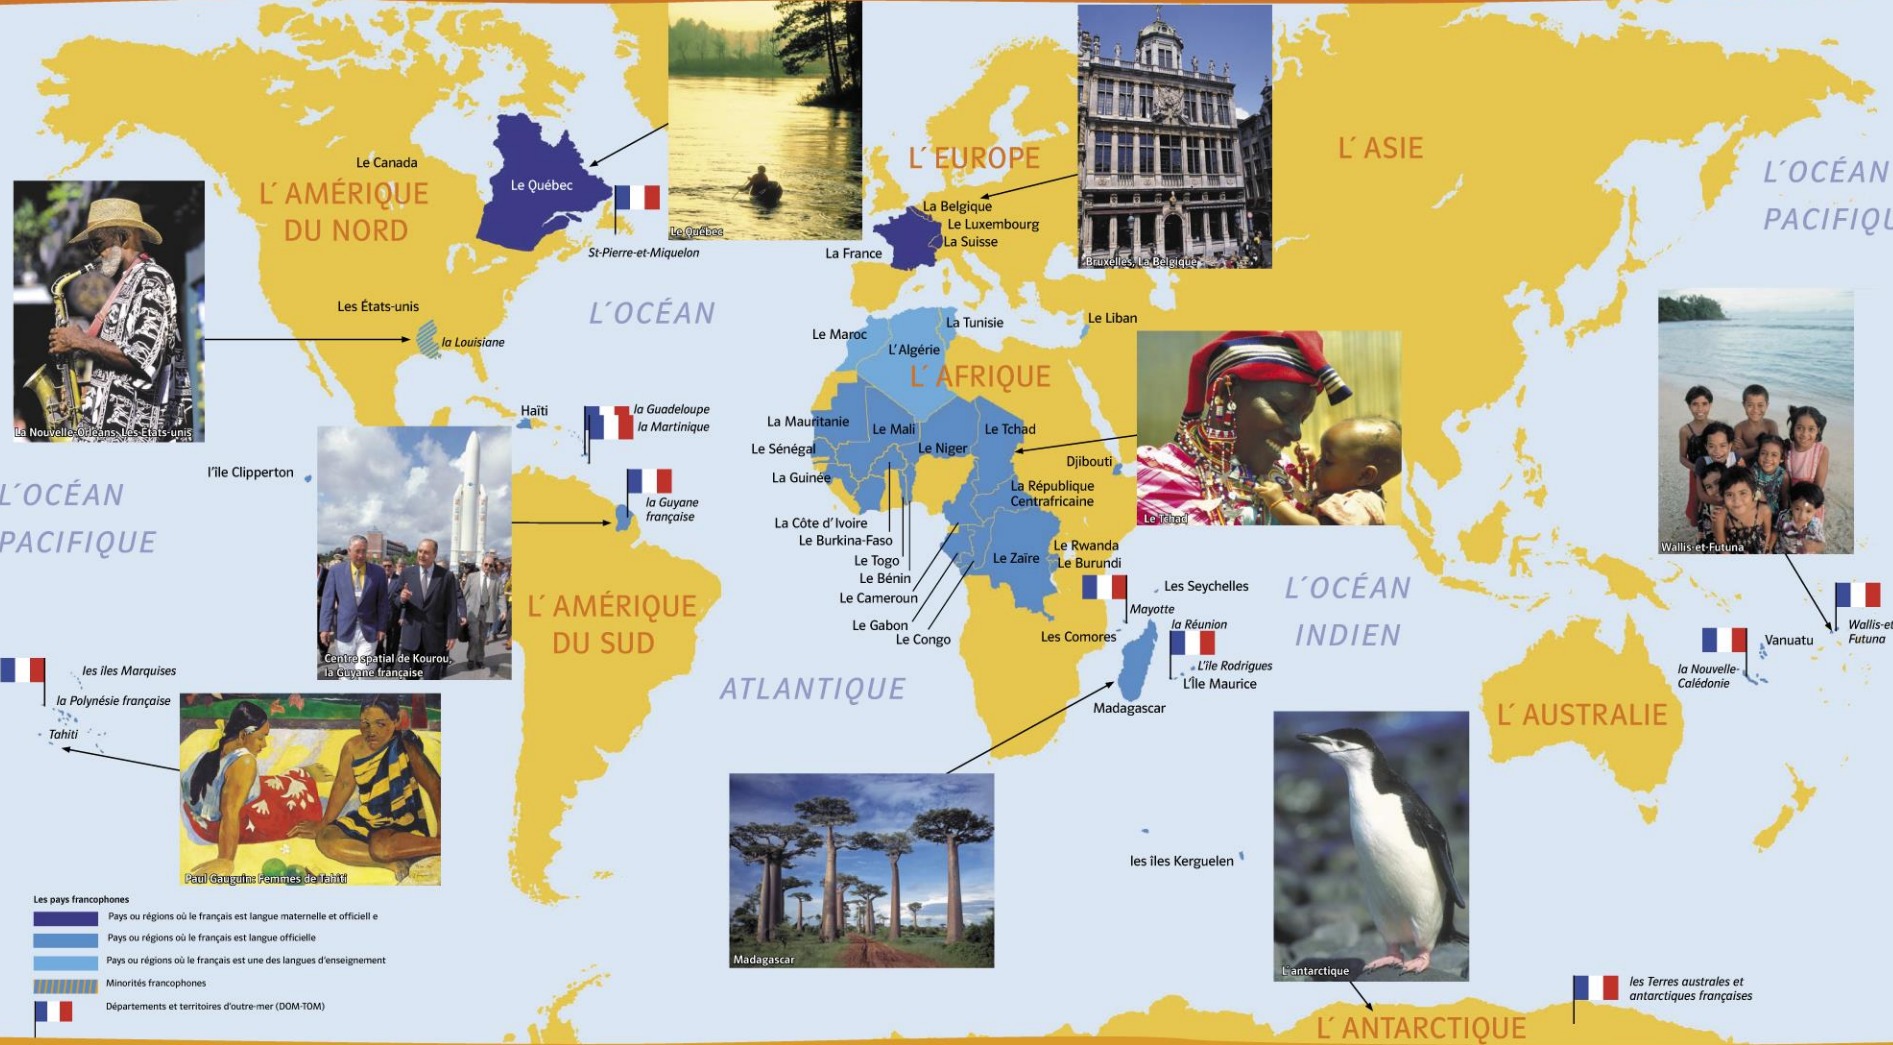 Le Canada
L´ AMÉRIQUE
DU NORD
Le Québec
St-Pierre-et-Miquelon
Le Québec
L´ EUROPE
La Belgique
Le Luxembourg
La Suisse
La France
Bruxelles, La Belgique
L´ ASIE
L´OCÉAN
PACIFIQU
Les États-unis
la Louisiane
La Nouvelle-Orléans, Les États-unis
L´OCÉAN
ATLANTIQUE
Le Maroc
La Tunisie
L´Algérie
Le Liban
L´ AFRIQUE
La Mauritanie
Le Mali
Le Niger
Le Tchad
Le Sénégal
La Guinée
Djibouti
La République
Centrafricaine
La Côte d´Ivoire
Le Burkina-Faso
Le Togo
Le Bénin
Le Cameroun
Le Gabon
Le Congo
Le Zaïre
Le Rwanda
Le Burundi
Le Tchad
Haïti
la Guadeloupe
la Martinique
l'île Clipperton
la Guyane
française
L´OCÉAN
PACIFIQUE
Centre spatial de Kourou,
la Guyane française
L´ AMÉRIQUE
DU SUD
Les Seychelles
Mayotte
la Réunion
Les Comores
L'île Rodrigues
L'Île Maurice
Madagascar
L´OCÉAN
INDIEN
Wallis-et-Futuna
Wallis-et
Futuna
Vanuatu
la Nouvelle-
Calédonie
L´ AUSTRALIE
les îles Marquises
la Polynésie française
Tahiti
Paul Gauguin: Femmes de Tahiti
Madagascar
les îles Kerguelen
L'antarctique
L´ ANTARCTIQUE
les Terres australes et
antarctiques françaises
Les pays francophones
Pays ou régions où le français est langue maternelle et officiell e
Pays ou régions où le français est langue officielle
Pays ou régions où le français est une des langues d'enseignement
Minorités francophones
Départements et territoires d'outre-mer (DOM-TOM)